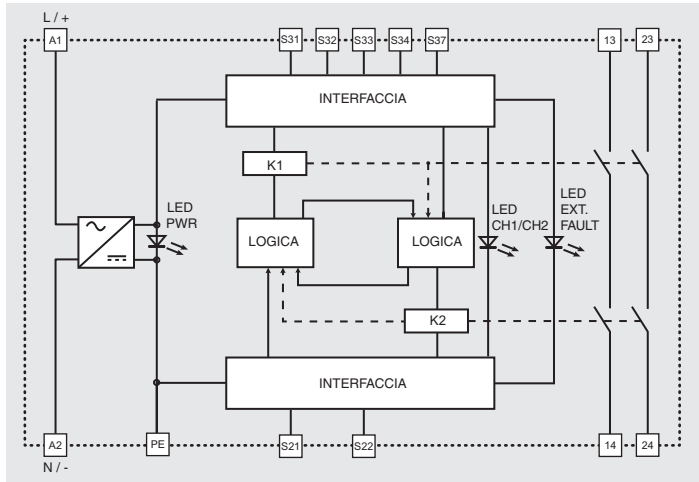 L / +
A1
S31
S32
S33
S34
S37
13
23
INTERFACCIA
K1
LED
PWR
LOGICA
LOGICA
LED
CH1/CH2
LED
EXT.
FAULT
K2
INTERFACCIA
A2
PE
S21
S22
14
24
N / -